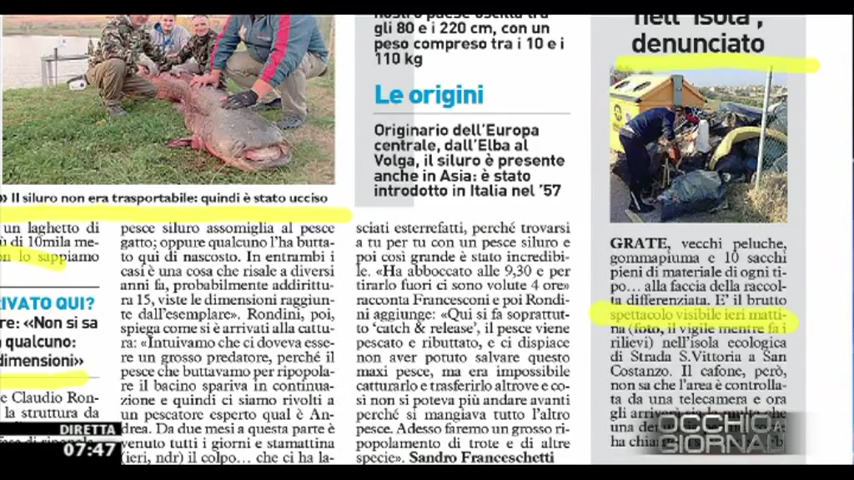 nostro paese oscilla tra
gli 80 e i 220 cm, con un
peso compreso tra i 10 e i
110 kg
Le origini
Originario dell'Europa
centrale, dall'Elba al
Volga, il siluro è presente
anche in Asia: è stato
introdotto in Italia nel '57
» Il siluro non era trasportabile: quindi è stato ucciso
un laghetto di
ù di 10mila me-
on lo sappiamo
RIVATO QUI?
re: «Non si sa
qualcuno:
dimensioni»
e Claudio Ron-
la struttura da
pesce siluro assomiglia al pesce
gatto; oppure qualcuno l'ha butta-
to qui di nascosto. In entrambi i
casi è una cosa che risale a diversi
anni fa, probabilmente addirittu-
ra 15, viste le dimensioni raggiun-
te dall'esemplare». Rondini, poi,
spiega come si è arrivati alla cattu-
ra: «Intuivamo che ci doveva esse-
re un grosso predatore, perché il
pesce che buttavamo per ripopola-
re il bacino spariva in continua-
zione e quindi ci siamo rivolti a
un pescatore esperto qual è An-
drea. Da due mesi a questa parte è
venuto tutti i giorni e stamattina
(ieri, ndr) il colpo... che ci ha la-
sciati esterrefatti, perché trovarsi
a tu per tu con un pesce siluro e
poi così grande è stato incredibi-
le. «Ha abboccato alle 9,30 e per
tirarlo fuori ci sono volute 4 ore»
racconta Francesconi e poi Rondi-
ni aggiunge: «Qui si fa soprattut-
to 'catch & release', il pesce viene
pescato e ributtato, e ci dispiace
non aver potuto salvare questo
maxi pesce, ma era impossibile
catturarlo e trasferirlo altrove e co-
sì non si poteva più andare avanti
perché si mangiava tutto l'altro
pesce. Adesso faremo un grosso ri-
popolamento di trote e di altre
specie». Sandro Franceschetti
nell''isola',
denunciato
GRATE, vecchi peluche,
gommapiuma e 10 sacchi
pieni di materiale di ogni ti-
po... alla faccia della raccol-
ta differenziata. E' il brutto
spettacolo visibile ieri matti-
na (foto, il vigile mentre fa i
rilievi) nell'isola ecologica
di Strada S.Vittoria a San
Costanzo. Il cafone, però,
non sa che l'area è controlla-
ta da una telecamera e ora
gli arriverà sia la multa che
una
ha
DIRETTA
07:47
OCCHIO AI
GIORNALI